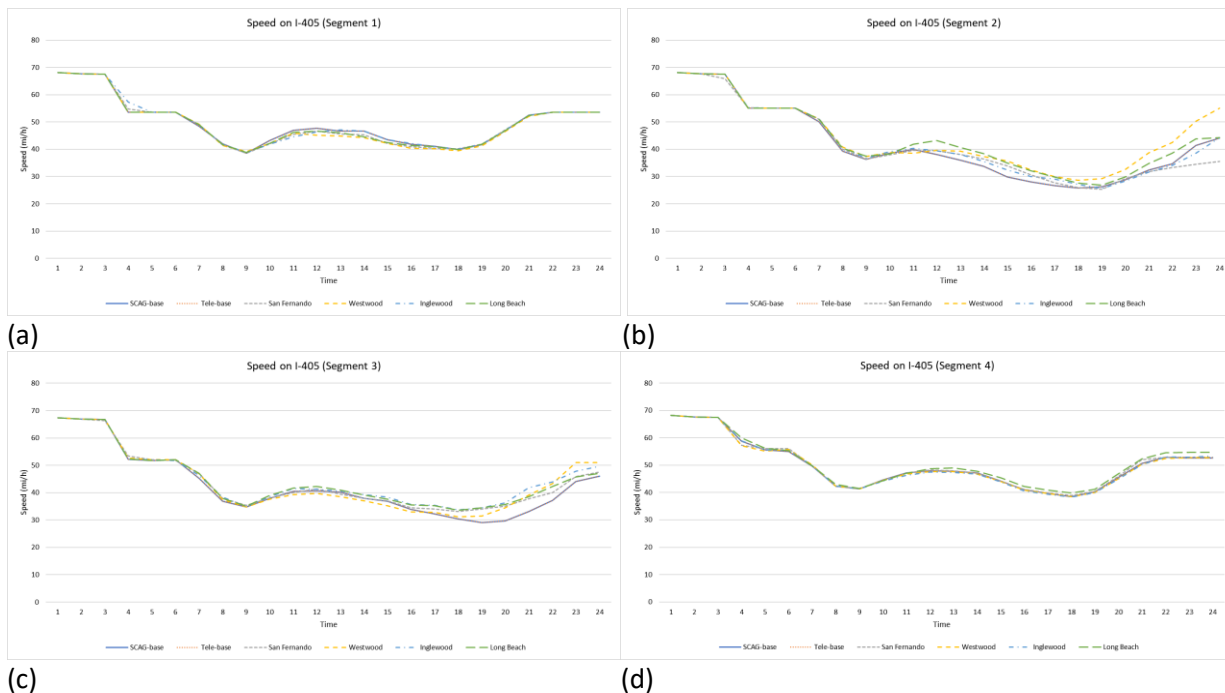 Speed on I-405 (Segment 1)
80
70
60
50
40
30
20
10
0
Speed (mi/h)
1 2 3 4 5 6 7 8 9 10 11 12 13 14 15 16 17 18 19 20 21 22 23 24
Time
SCAG-base Tele-base San Fernando Westwood Inglewood Long Beach
(a)
Speed on I-405 (Segment 2)
80
70
60
50
40
30
20
10
0
Speed (mi/h)
1 2 3 4 5 6 7 8 9 10 11 12 13 14 15 16 17 18 19 20 21 22 23 24
Time
SCAG-base Tele-base San Fernando Westwood Inglewood Long Beach
(b)
Speed on I-405 (Segment 3)
80
70
60
50
40
30
20
10
0
Speed (mi/h)
1 2 3 4 5 6 7 8 9 10 11 12 13 14 15 16 17 18 19 20 21 22 23 24
Time
SCAG-base Tele-base San Fernando Westwood Inglewood Long Beach
(c)
Speed on I-405 (Segment 4)
80
70
60
50
40
30
20
10
0
Speed (mi/h)
1 2 3 4 5 6 7 8 9 10 11 12 13 14 15 16 17 18 19 20 21 22 23 24
Time
SCAG-base Tele-base San Fernando Westwood Inglewood Long Beach
(d)